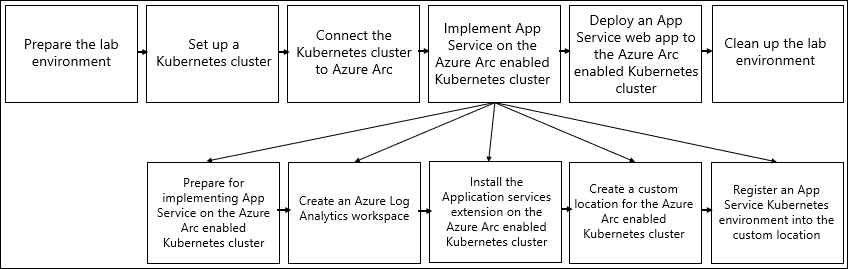 Prepare the lab
environment
Set up a
Kubernetes cluster
Connect the
Kubernetes cluster
to Azure Arc
Implement App
Service on the
Azure Arc enabled
Kubernetes cluster
Deploy an App
Service web app to
the Azure Arc
enabled Kubernetes
cluster
Clean up the lab
environment
Prepare for
implementing App
Service on the Azure
Arc enabled
Kubernetes cluster
Create an Azure Log
Analytics workspace
Install the
Application services
extension on the
Azure Arc enabled
Kubernetes cluster
Create a custom
location for the Azure
Arc enabled
Kubernetes cluster
Register an App
Service Kubernetes
environment into the
custom location